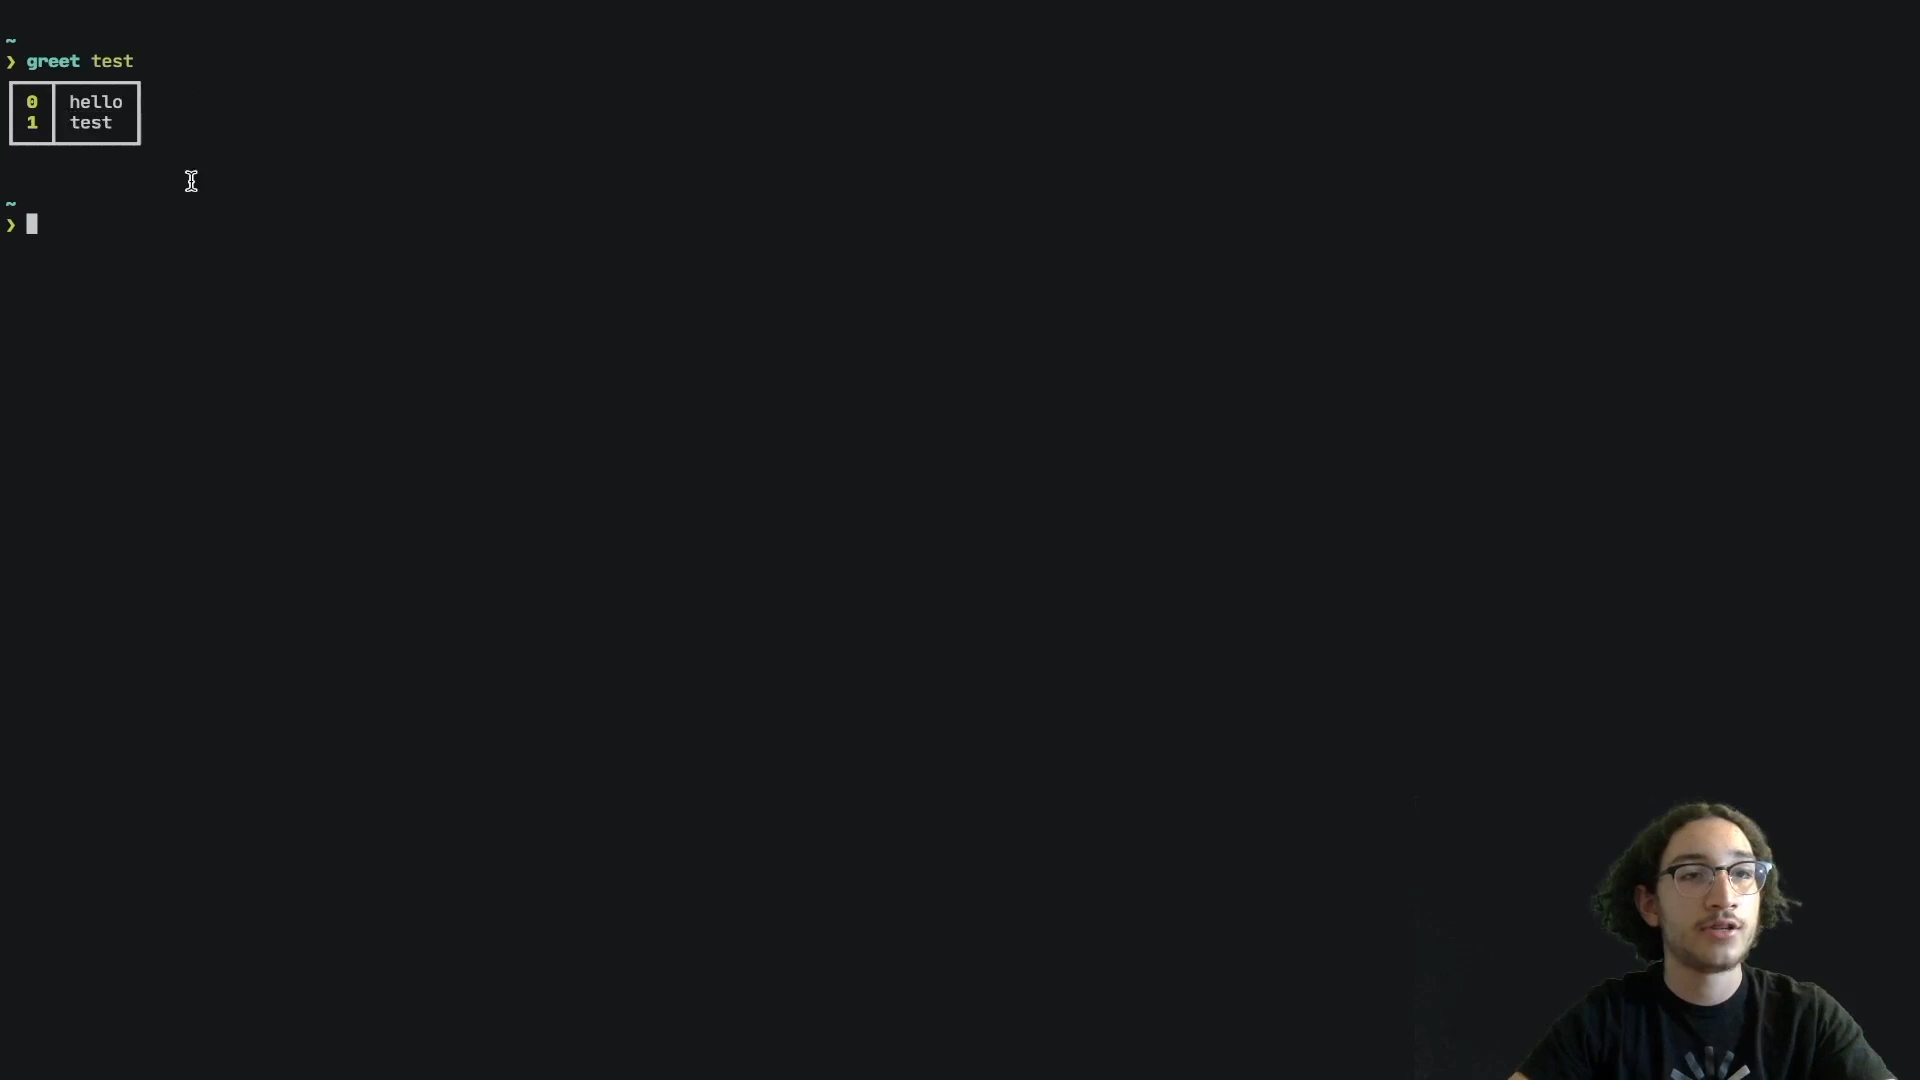 ~
❯ greet test
0 hello
1 test
~
❯